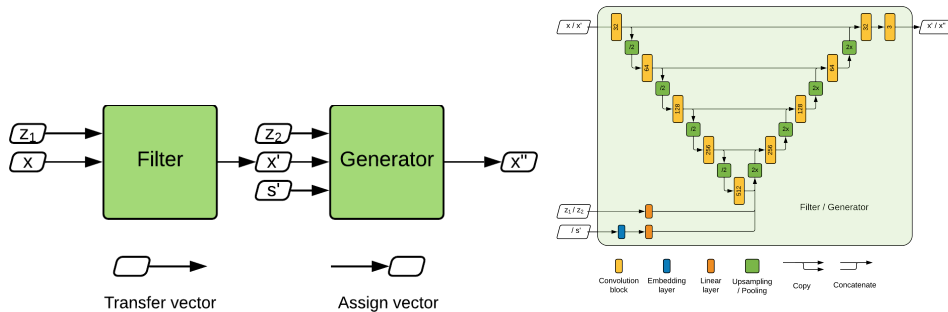 z1
x
Filter
z2
x'
s'
Generator
x"
Transfer vector
Assign vector
x / x'
32
/2
64
/2
128
/2
256
/2
512
2x
256
2x
128
2x
64
2x
32
3
x' / x"
z1 / z2
/ s'
Filter / Generator
Convolution
block
Embedding
layer
Linear
layer
Upsampling
/ Pooling
Copy
Concatenate